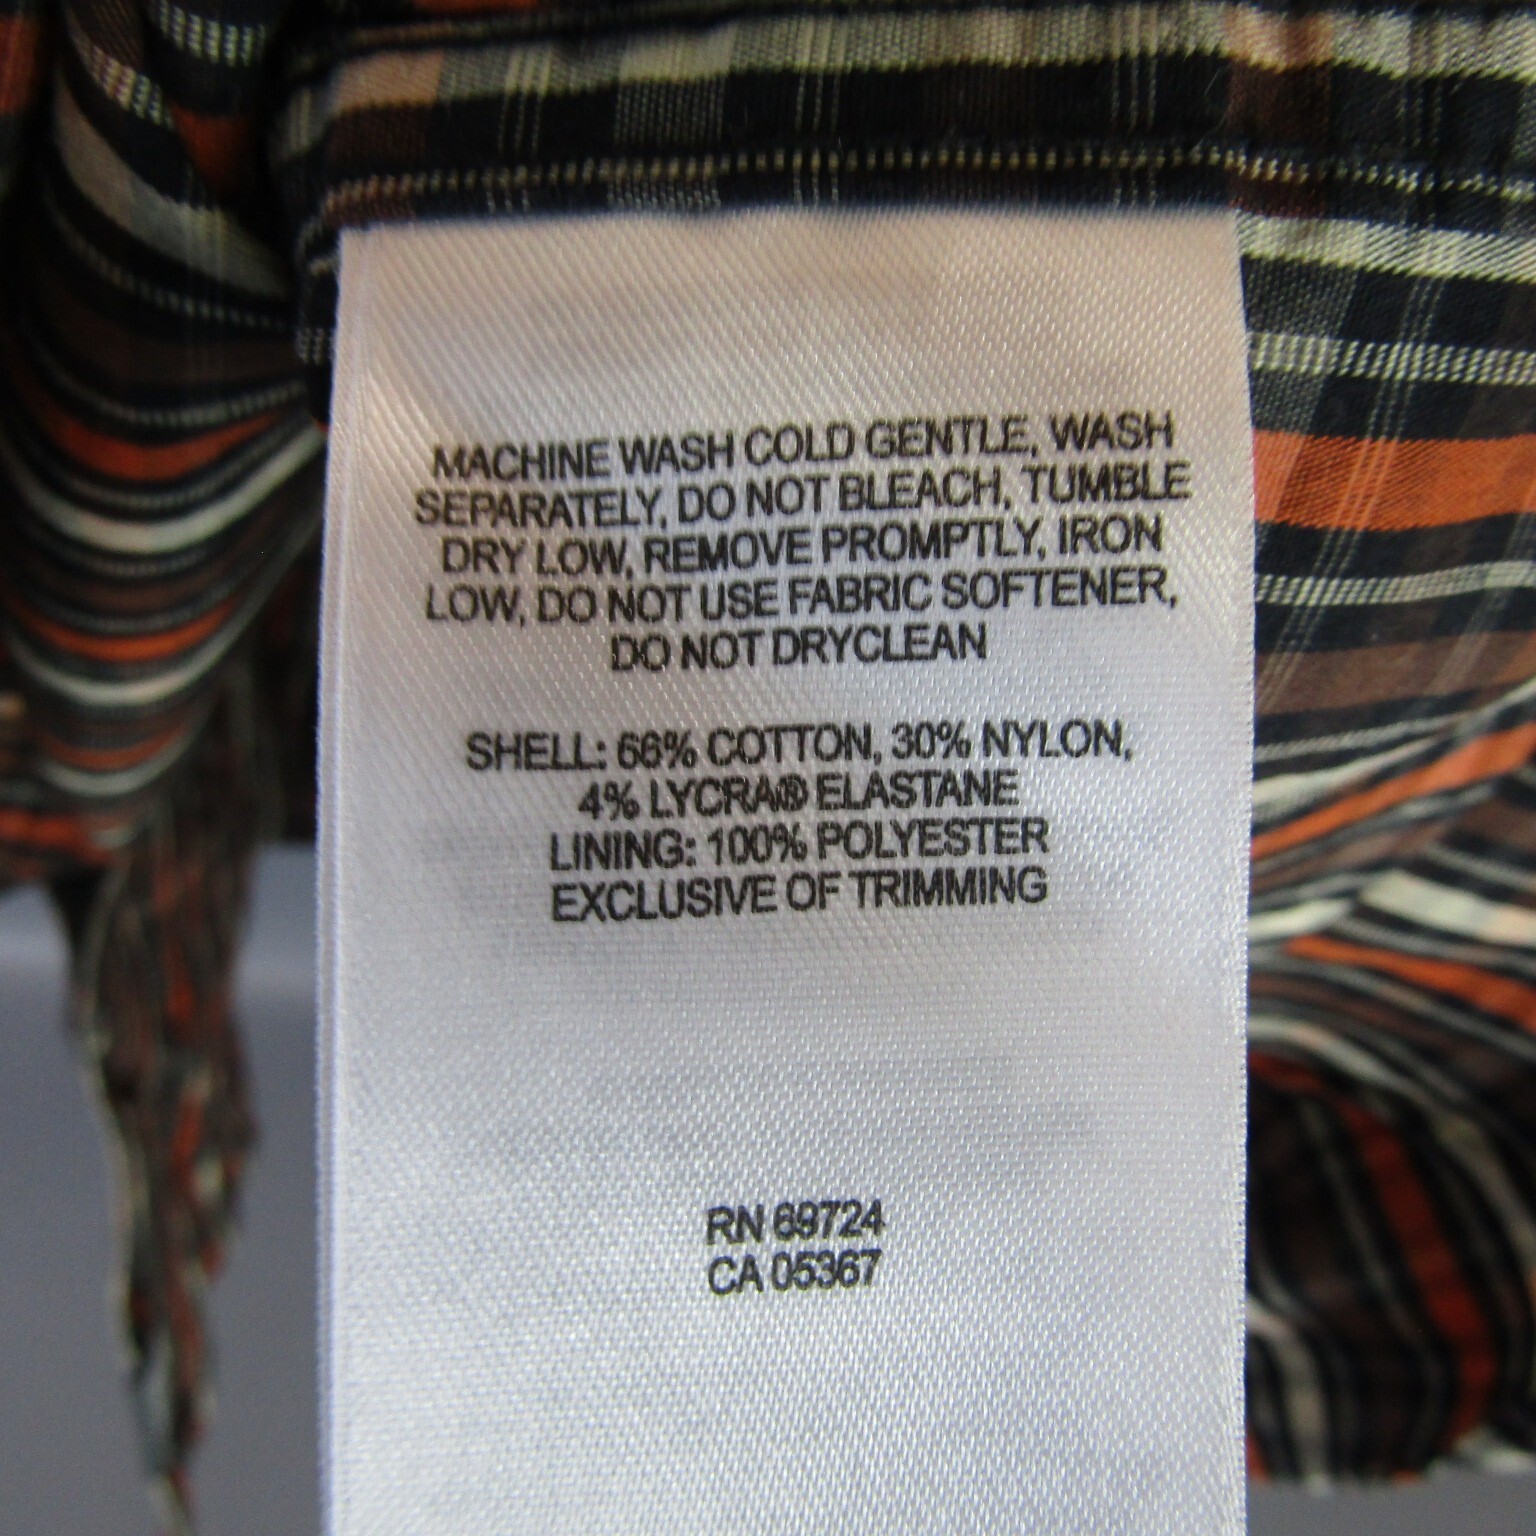 MACHINE WASH COLD GENTLE, WASH
SEPARATELY, DO NOT BLEACH, TUMBLE
DRY LOW, REMOVE PROMPTLY, IRON
LOW, DO NOT USE FABRIC SOFTENER,
DO NOT DRYCLEAN
SHELL: 66% COTTON, 30% NYLON,
4% LYCRA® ELASTANE
LINING: 100% POLYESTER
EXCLUSIVE OF TRIMMING
RN 69724
CA 05367